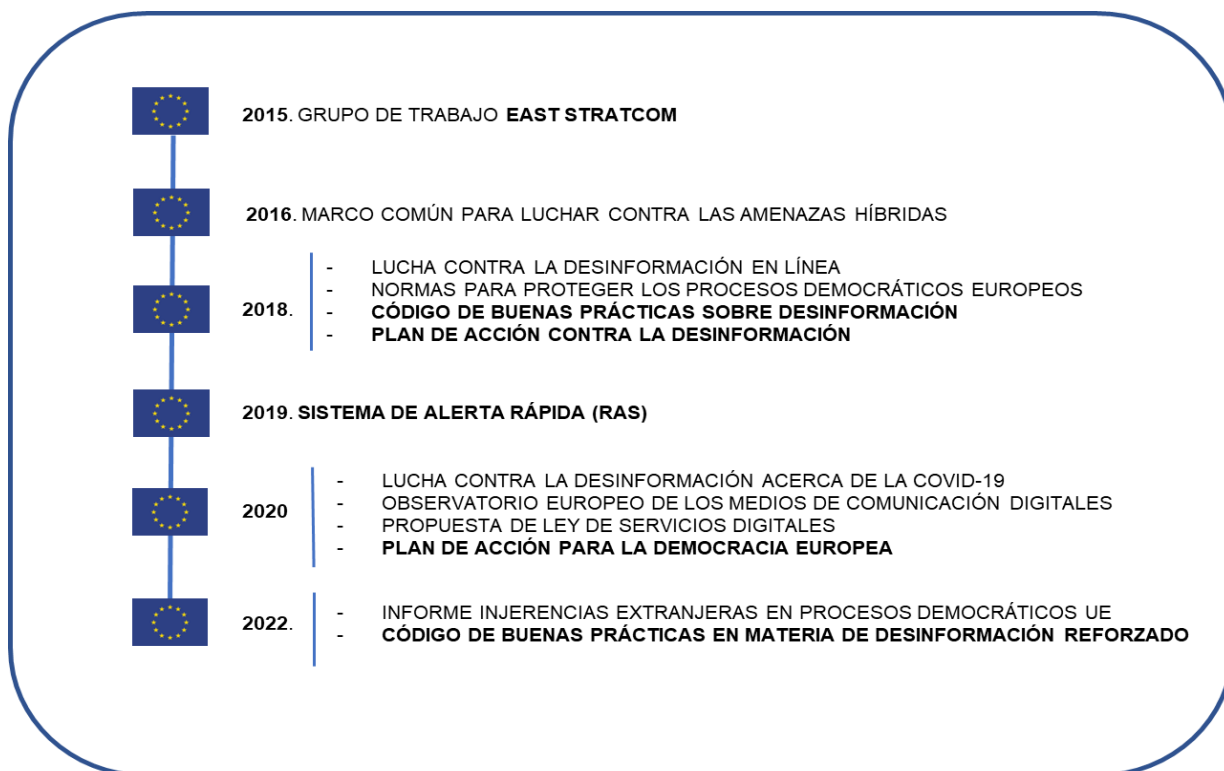 2015. GRUPO DE TRABAJO EAST STRATCOM
2016. MARCO COMÚN PARA LUCHAR CONTRA LAS AMENAZAS HÍBRIDAS
2018.
- LUCHA CONTRA LA DESINFORMACIÓN EN LÍNEA
- NORMAS PARA PROTEGER LOS PROCESOS DEMOCRÁTICOS EUROPEOS
- CÓDIGO DE BUENAS PRÁCTICAS SOBRE DESINFORMACIÓN
- PLAN DE ACCIÓN CONTRA LA DESINFORMACIÓN
2019. SISTEMA DE ALERTA RÁPIDA (RAS)
2020
- LUCHA CONTRA LA DESINFORMACIÓN ACERCA DE LA COVID-19
- OBSERVATORIO EUROPEO DE LOS MEDIOS DE COMUNICACIÓN DIGITALES
- PROPUESTA DE LEY DE SERVICIOS DIGITALES
- PLAN DE ACCIÓN PARA LA DEMOCRACIA EUROPEA
2022.
- INFORME INJERENCIAS EXTRANJERAS EN PROCESOS DEMOCRÁTICOS UE
- CÓDIGO DE BUENAS PRÁCTICAS EN MATERIA DE DESINFORMACIÓN REFORZADO